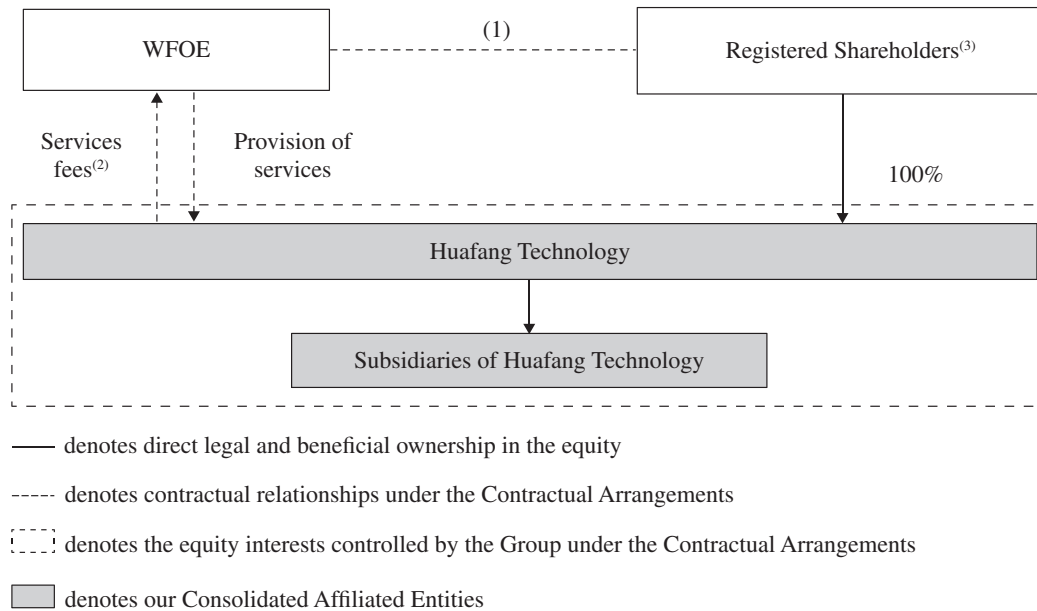 (1)
WFOE
Registered Shareholders(3)
Services
fees(2)
Provision of
services
100%
Huafang Technology
Subsidiaries of Huafang Technology
denotes direct legal and beneficial ownership in the equity
denotes contractual relationships under the Contractual Arrangements
denotes the equity interests controlled by the Group under the Contractual Arrangements
denotes our Consolidated Affiliated Entities